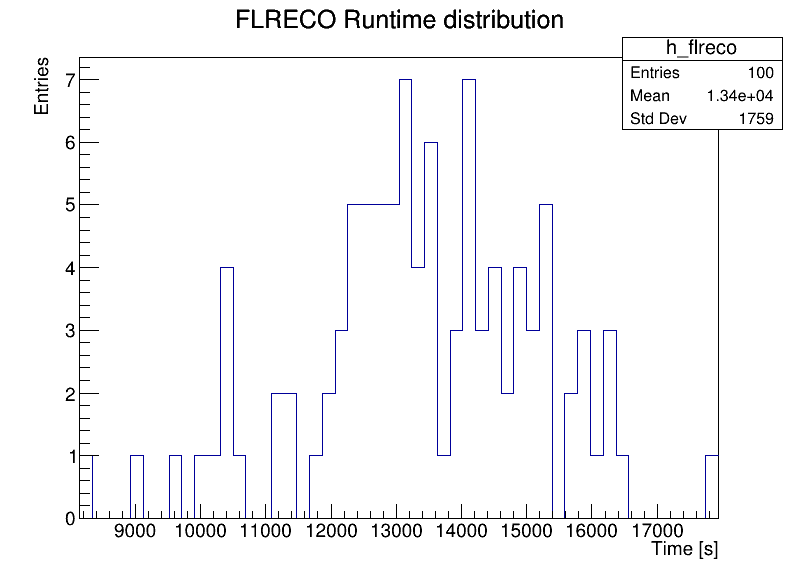 FLRECO Runtime distribution
h_flreco
Entries 100
Mean 1.34e+04
Std Dev 1759
Entries
7
6
5
4
3
2
1
0
9000 10000 11000 12000 13000 14000 15000 16000 17000
Time [s]